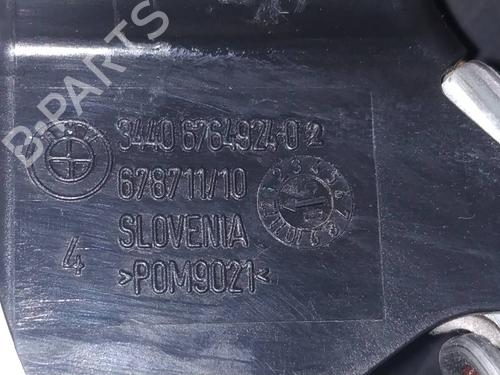 B-PARTS
3440 6764924-02
678711/10
SLOVENIA
4
>POM9021<